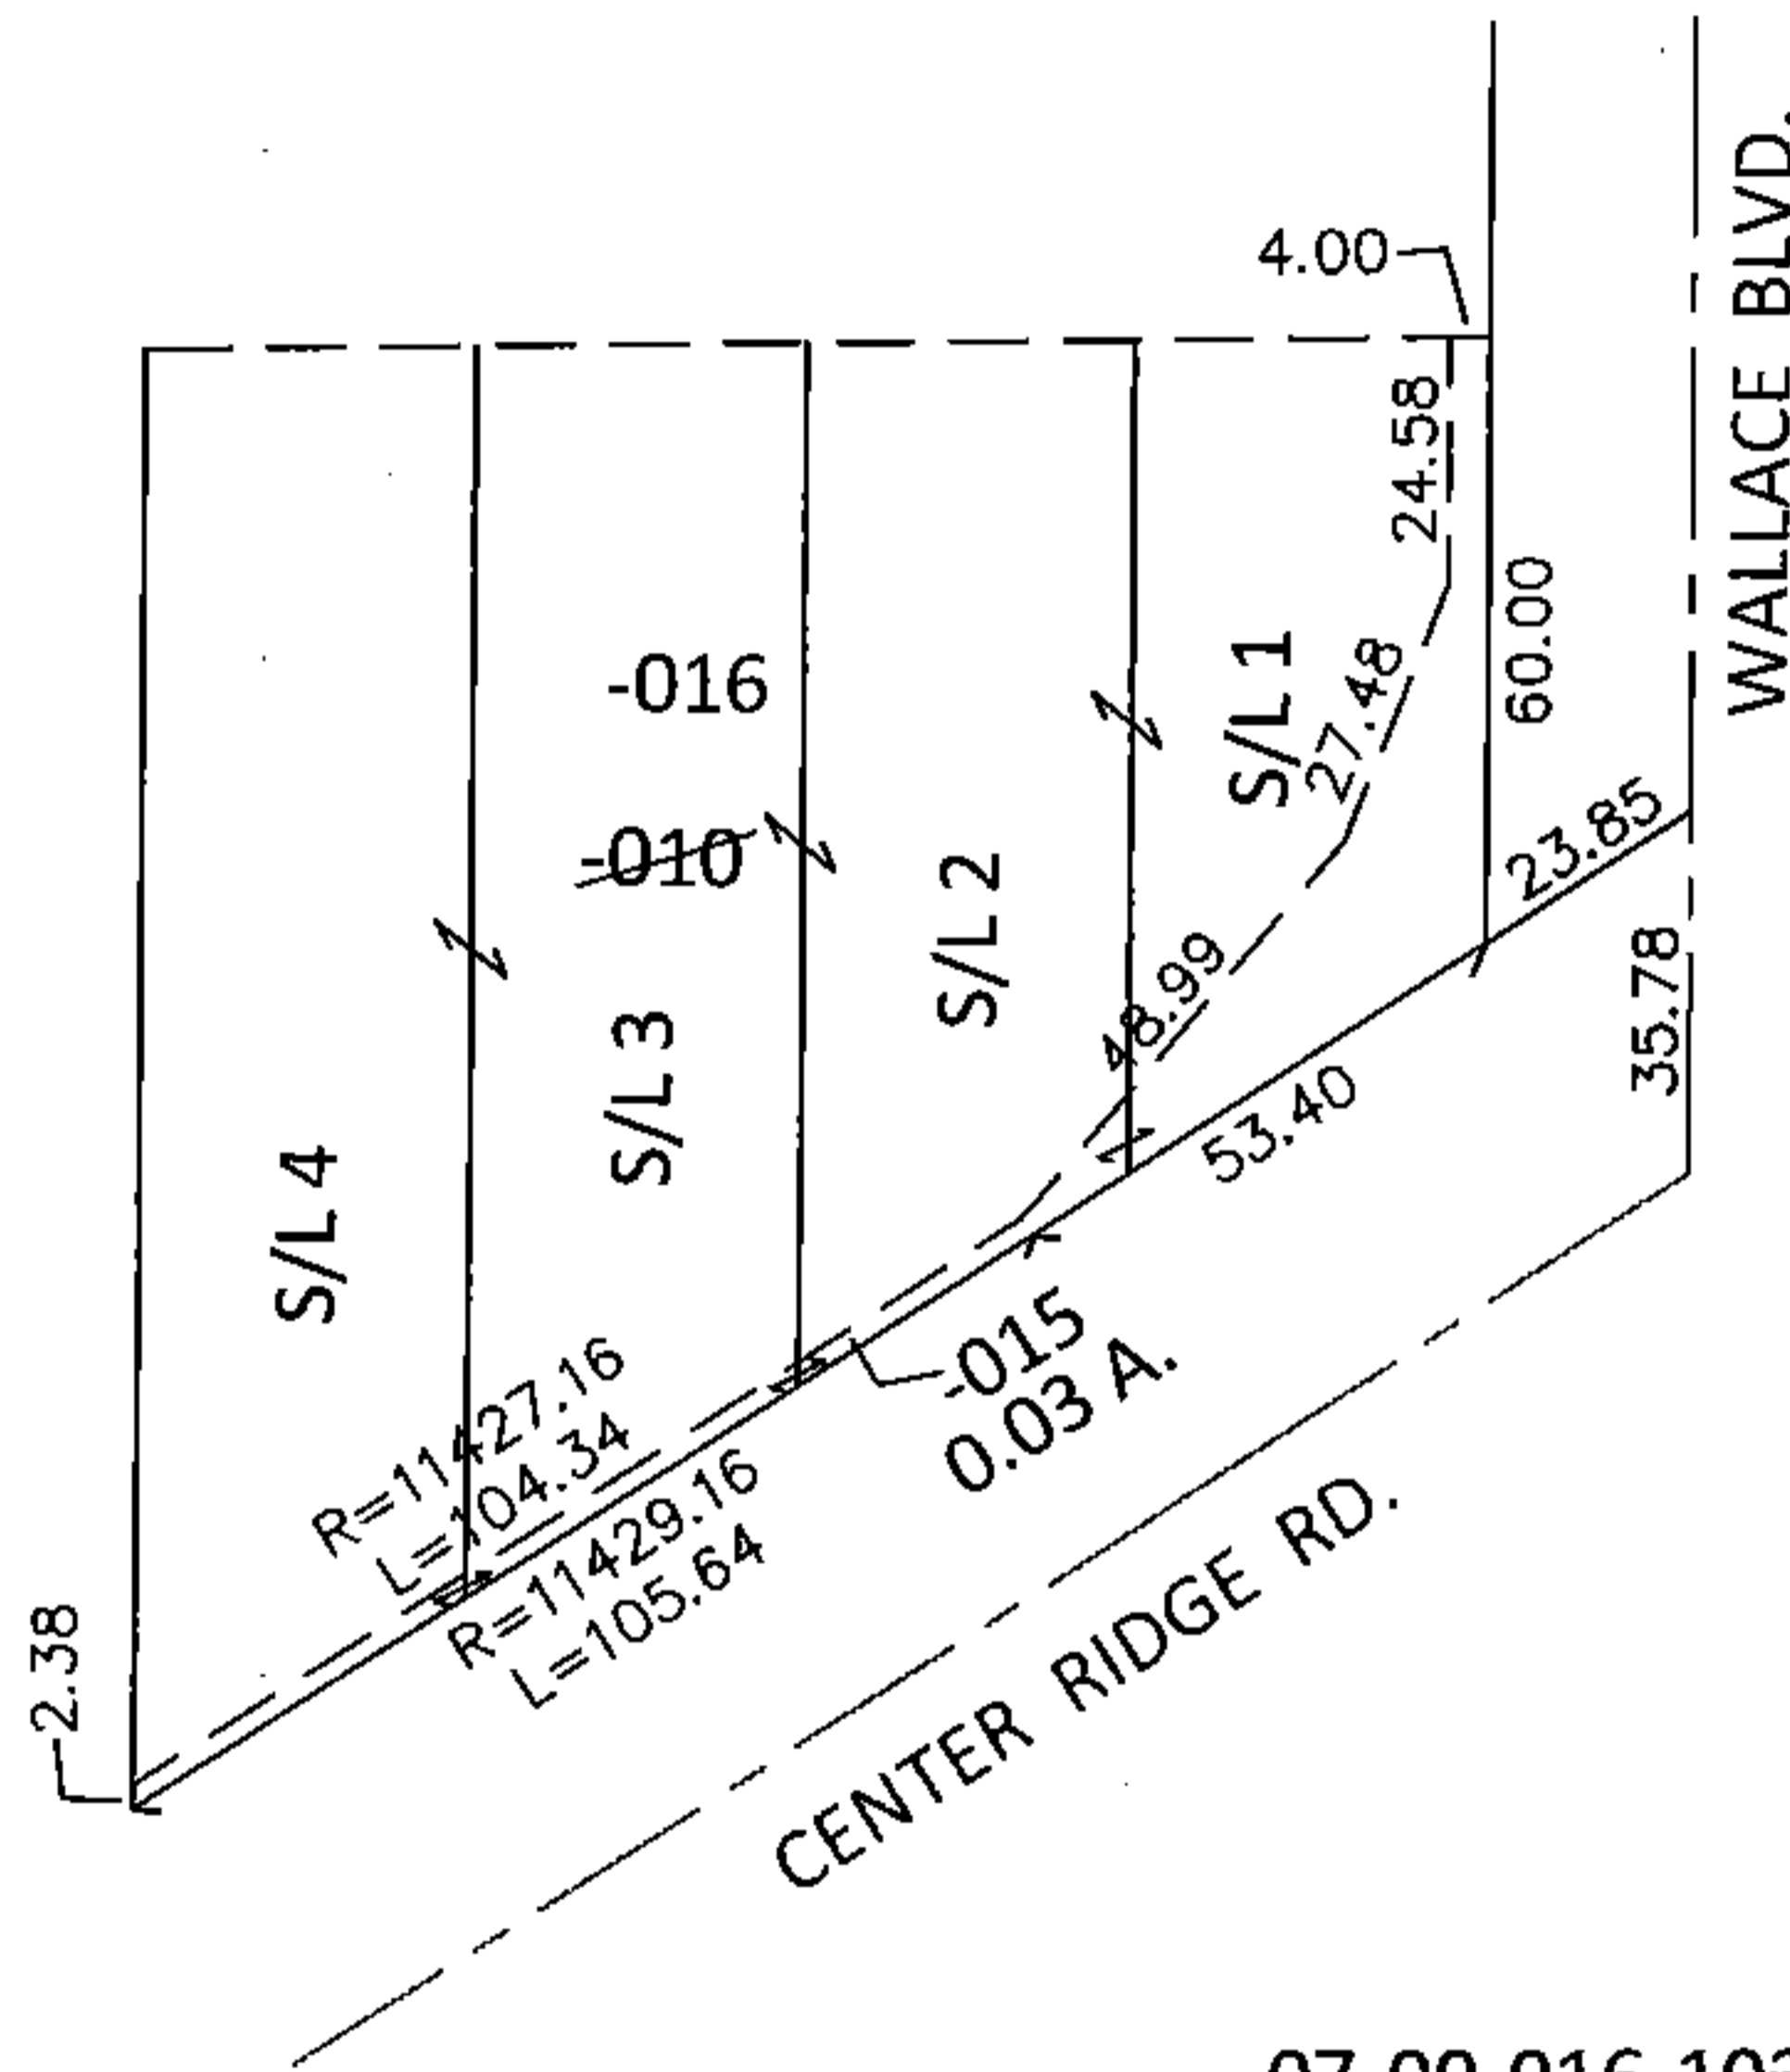 4.00
WALLACE BLVD.
24.58
60.00
-016
S/L 1
27.48
-010
23.85
S/L 2
48.99
35.78
S/L 3
53.40
S/L 4
-015
0.03 A.
R=11427.16
L=104.34
R=11429.16
L=105.64
2.38
CENTER RIDGE RD.